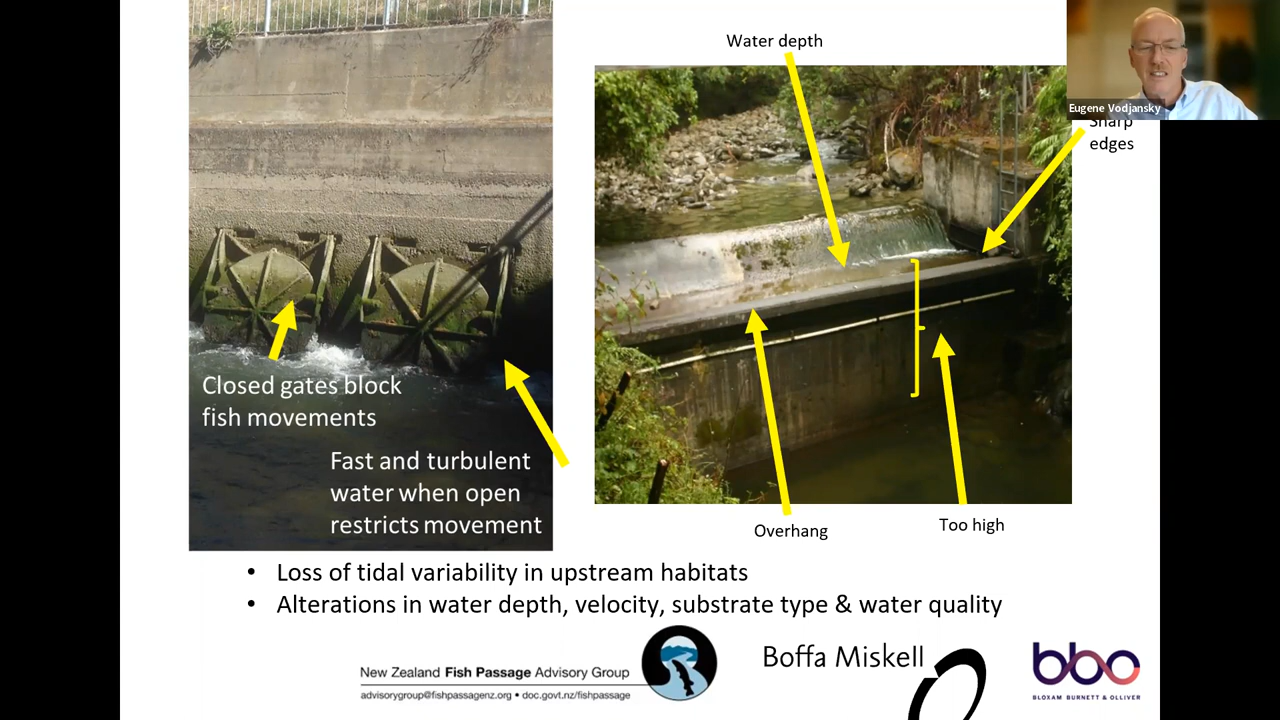 Water depth
Eugene Vodjansky
Sharp
edges
Closed gates block
fish movements
Fast and turbulent
water when open
restricts movement
Overhang
Too high
• Loss of tidal variability in upstream habitats
• Alterations in water depth, velocity, substrate type & water quality
New Zealand Fish Passage Advisory Group
advisorygroup@fishpassagenz.org • doc.govt.nz/fishpassage
Boffa Miskell
bbo
BLOXAM BURNETT & OLLIVER